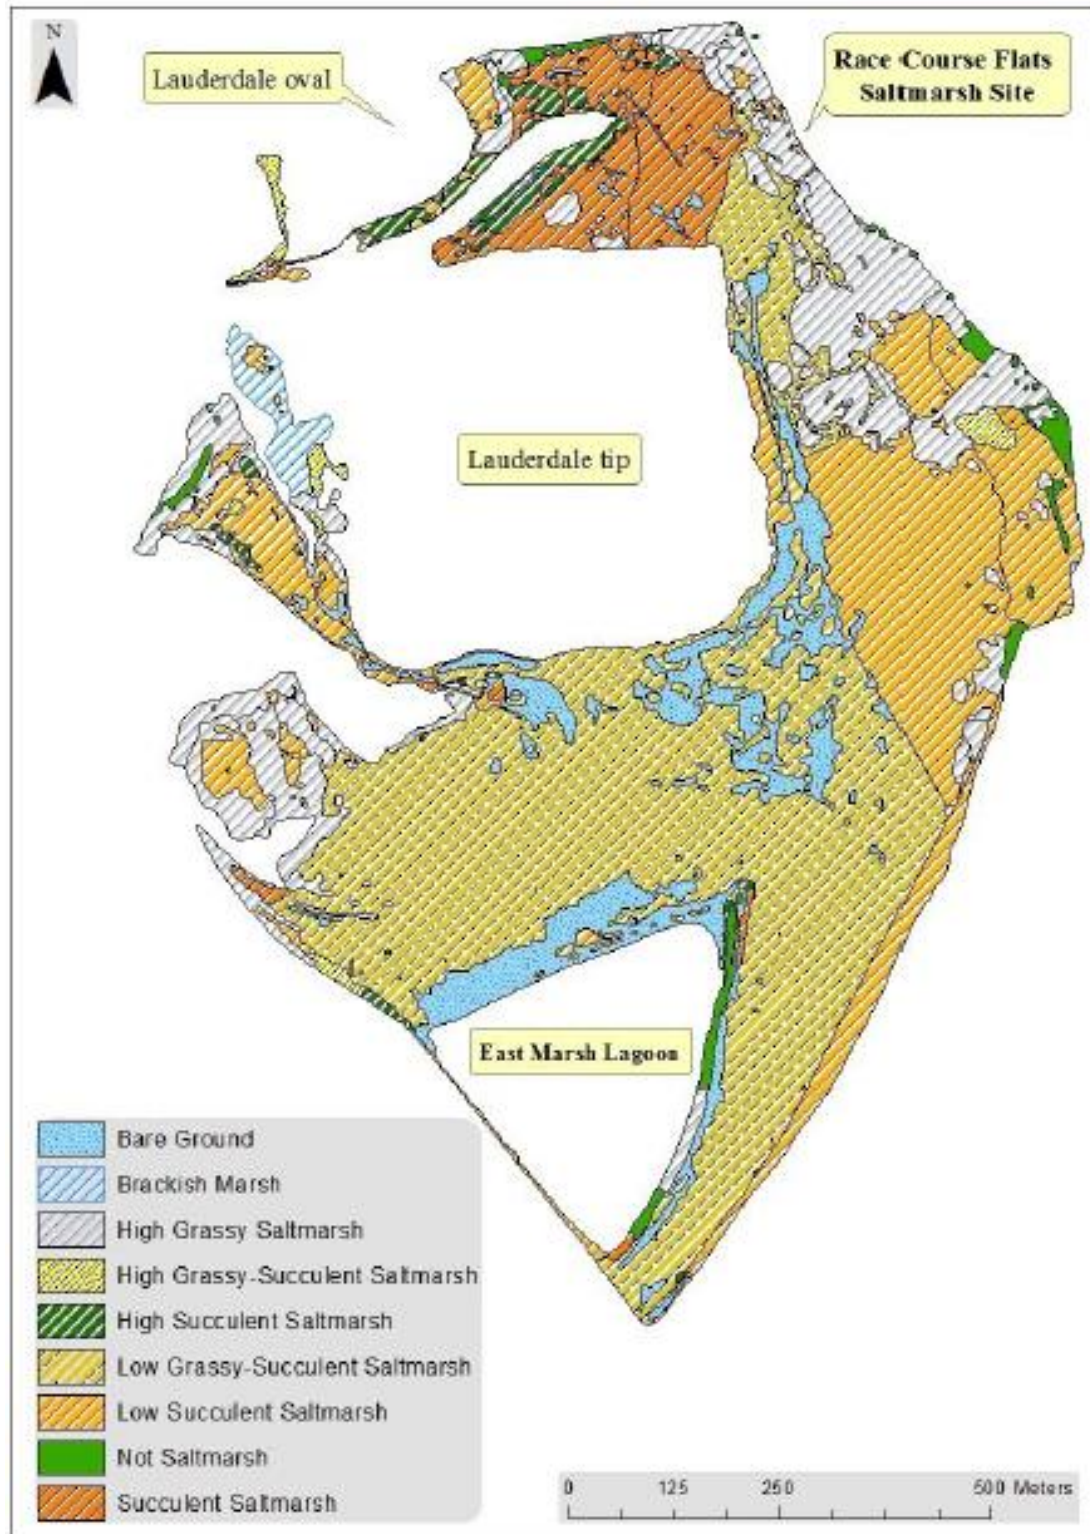 N
Lauderdale oval
Race Course Flats
Saltmarsh Site
Lauderdale tip
East Marsh Lagoon
Bare Ground
Brackish Marsh
High Grassy Saltmarsh
High Grassy-Succulent Saltmarsh
High Succulent Saltmarsh
Low Grassy-Succulent Saltmarsh
Low Succulent Saltmarsh
Not Saltmarsh
Succulent Saltmarsh
0 125 250 500 Meters